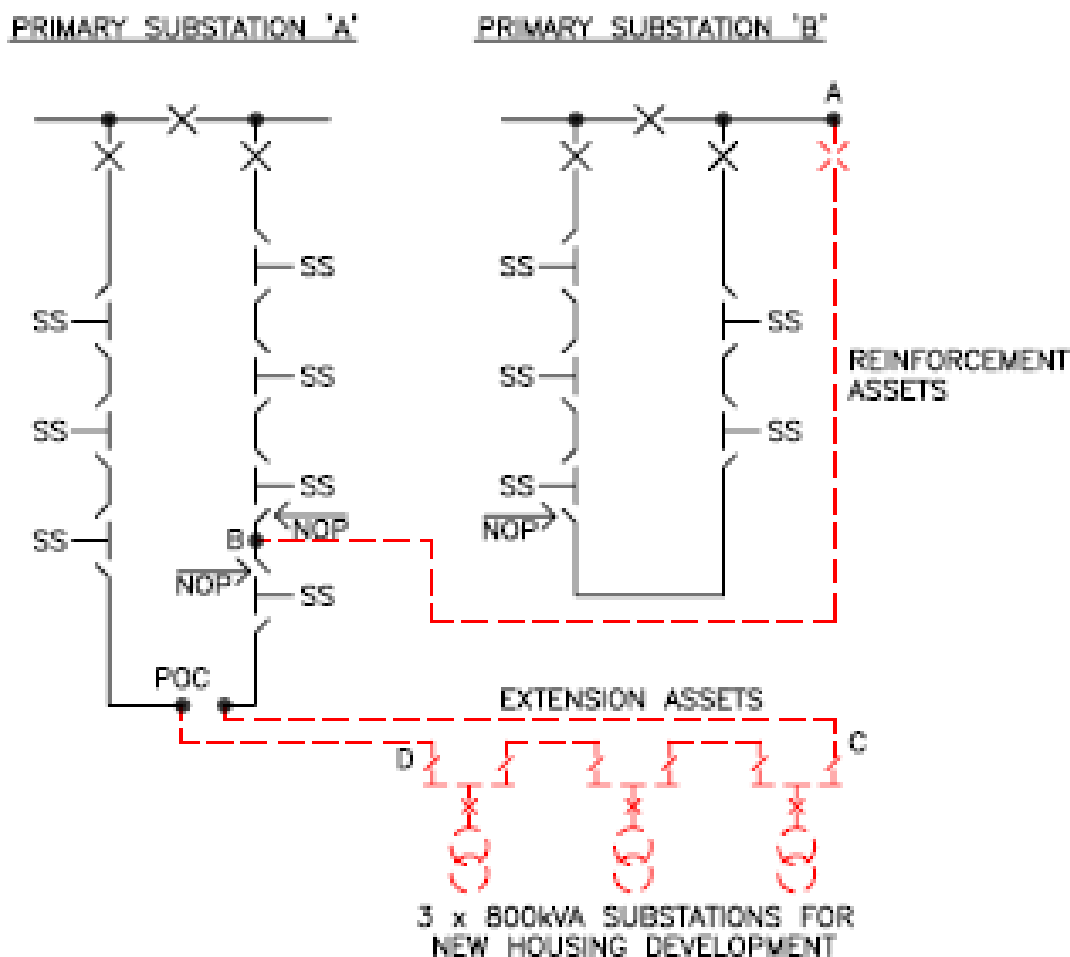 PRIMARY SUBSTATION 'A'
PRIMARY SUBSTATION 'B'
A
SS
SS
SS
SS
SS
SS
REINFORCEMENT
ASSETS
SS
SS
SS
SS
SS
SS
NOP
NOP
B
NOP
SS
POC
EXTENSION ASSETS
D
C
3 x 800kVA SUBSTATIONS FOR
NEW HOUSING DEVELOPMENT